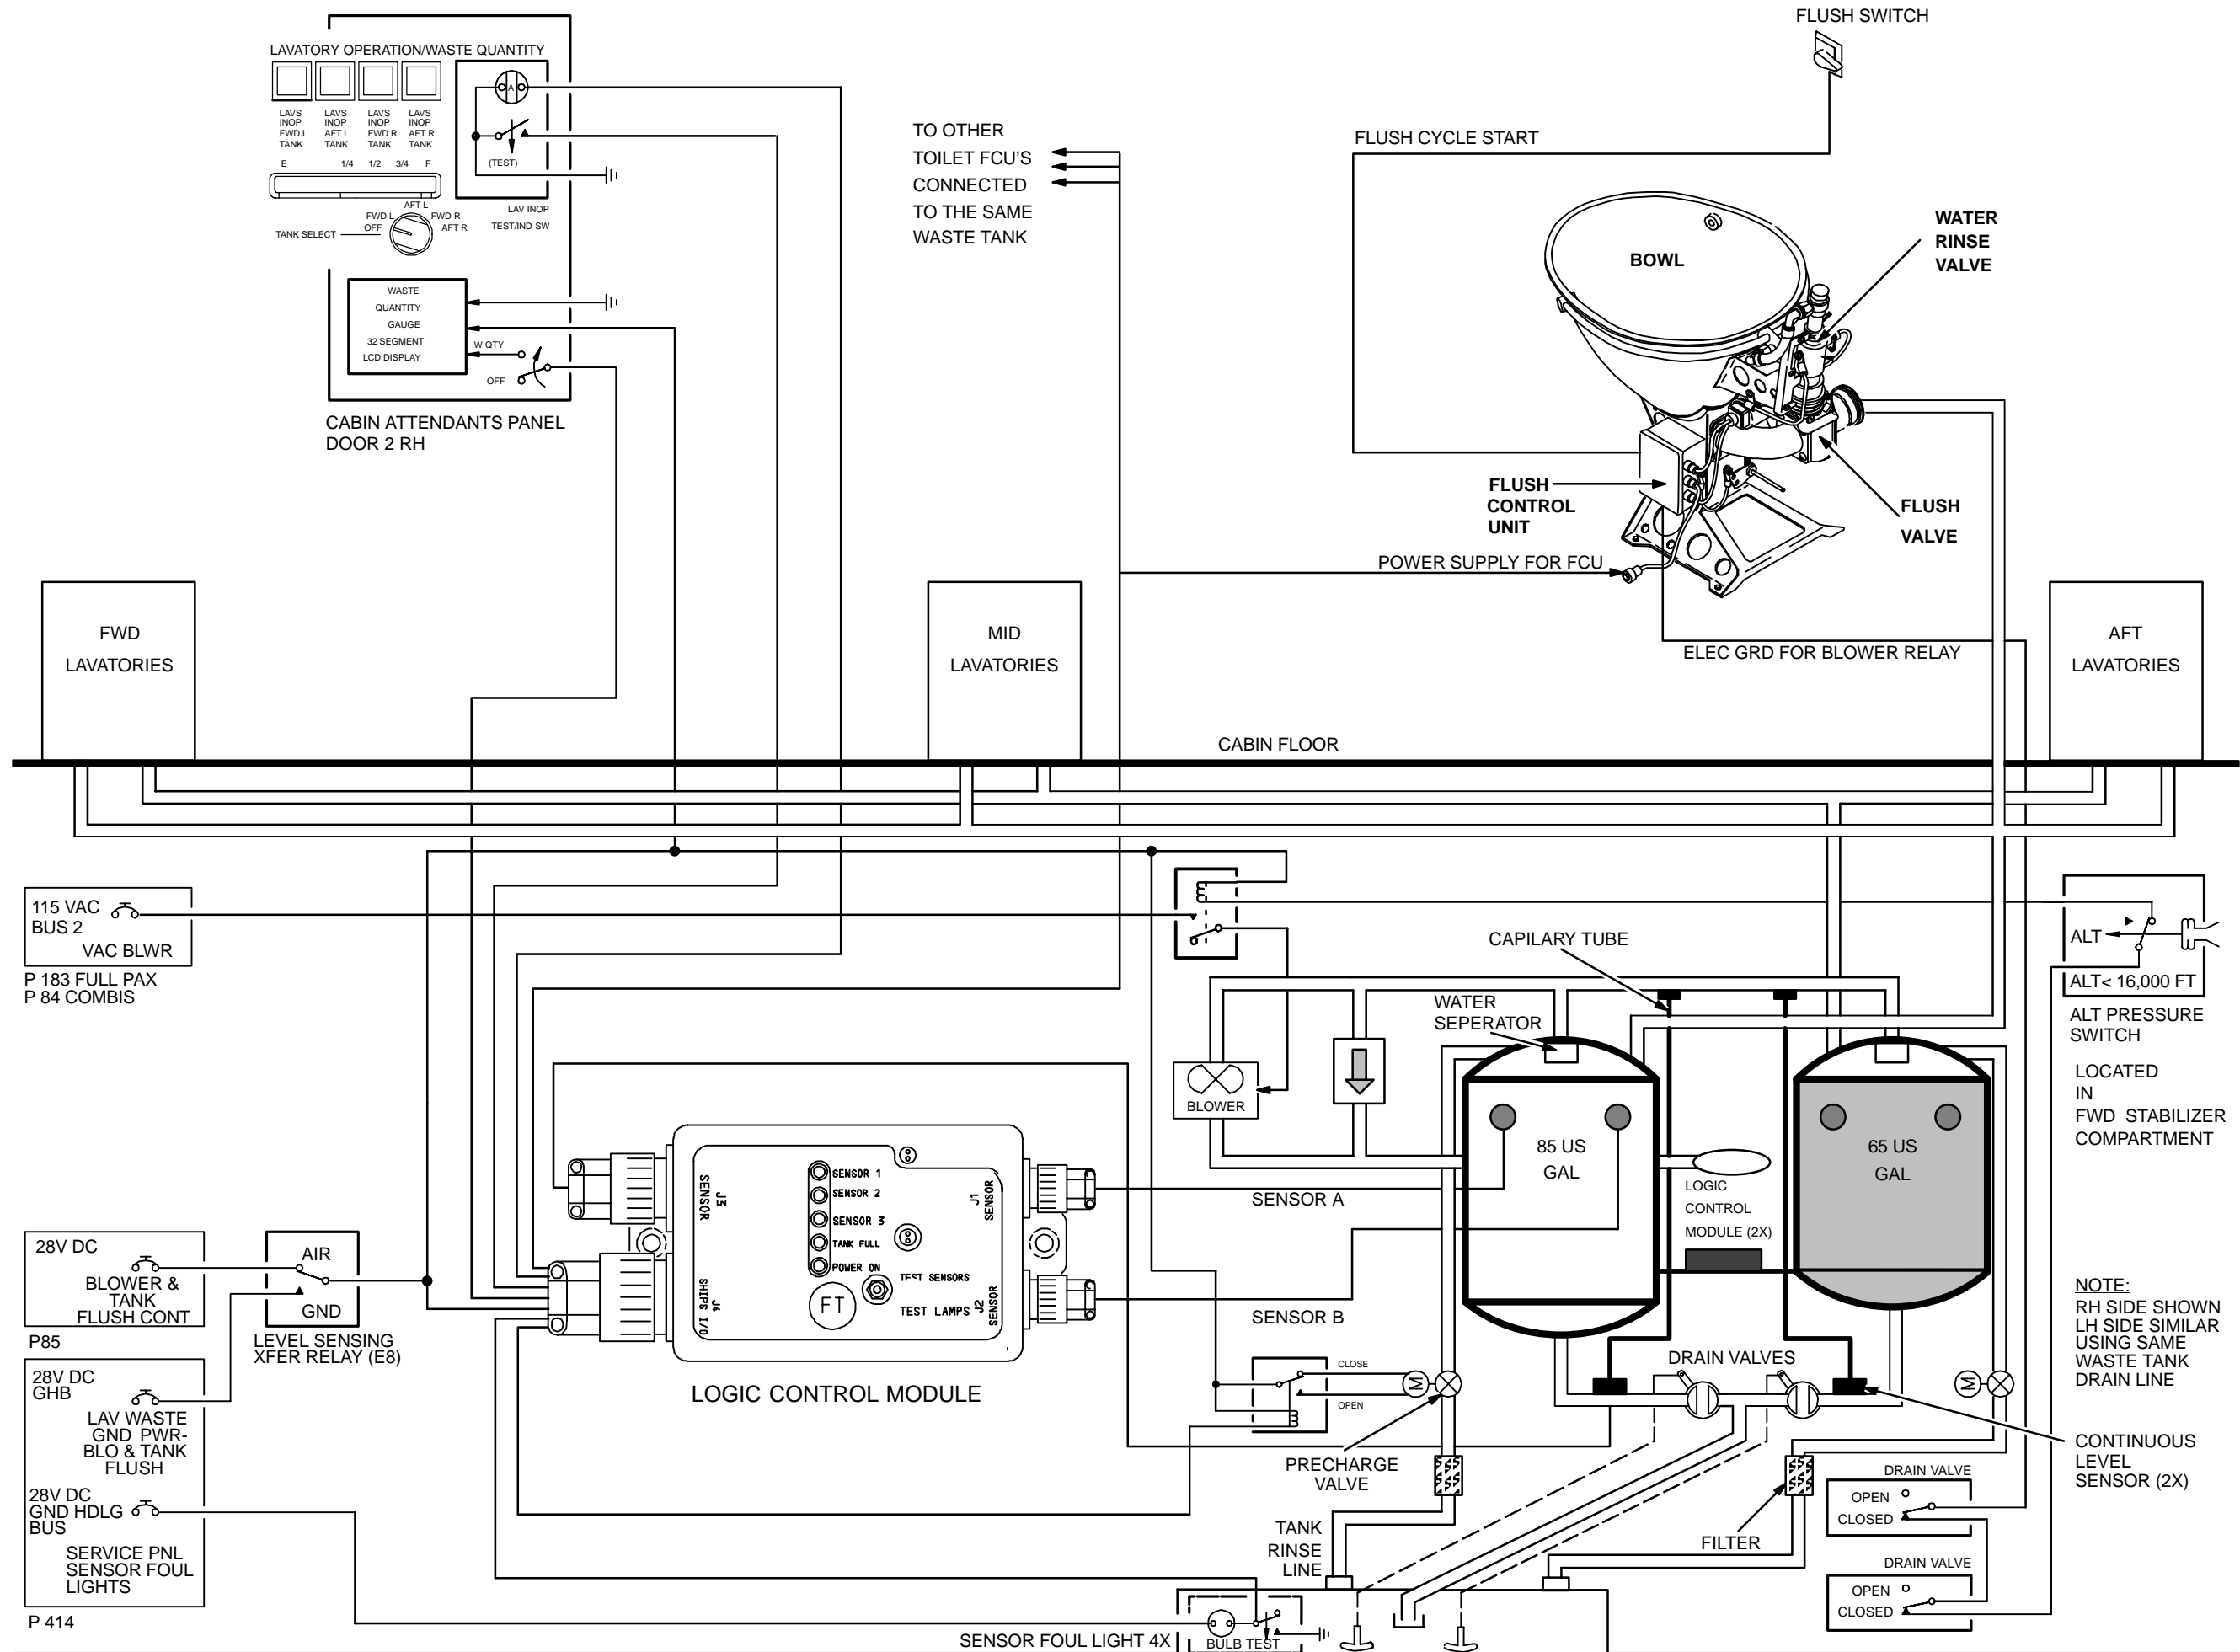 FLUSH SWITCH
LAVATORY OPERATION/WASTE QUANTITY
A
LAVS INOP FWD L TANK
LAVS INOP AFT L TANK
LAVS INOP FWD R TANK
LAVS INOP AFT R TANK
E 1/4 1/2 3/4 F
(TEST)
LAV INOP
TEST/IND SW
AFT L
FWD L
FWD R
OFF
AFT R
TANK SELECT
WASTE
QUANTITY
GAUGE
32 SEGMENT
LCD DISPLAY
W QTY
OFF
CABIN ATTENDANTS PANEL
DOOR 2 RH
TO OTHER
TOILET FCU'S
CONNECTED
TO THE SAME
WASTE TANK
FLUSH CYCLE START
BOWL
WATER
RINSE
VALVE
FLUSH
CONTROL
UNIT
FLUSH
VALVE
POWER SUPPLY FOR FCU
ELEC GRD FOR BLOWER RELAY
FWD
LAVATORIES
MID
LAVATORIES
AFT
LAVATORIES
CABIN FLOOR
115 VAC
BUS 2
VAC BLWR
P 183 FULL PAX
P 84 COMBIS
ALT
ALT< 16,000 FT
ALT PRESSURE
SWITCH
LOCATED
IN
FWD STABILIZER
COMPARTMENT
CAPILARY TUBE
WATER
SEPERATOR
BLOWER
85 US
GAL
65 US
GAL
LOGIC
CONTROL
MODULE (2X)
SENSOR A
SENSOR B
J3
SENSOR
J4
SHIPS I/O
J1
SENSOR
J2
SENSOR
SENSOR 1
SENSOR 2
SENSOR 3
TANK FULL
POWER ON
TEST SENSORS
TEST LAMPS
FT
LOGIC CONTROL MODULE
28V DC
BLOWER &
TANK
FLUSH CONT
P85
AIR
GND
LEVEL SENSING
XFER RELAY (E8)
28V DC
GHB
LAV WASTE
GND PWR-
BLO & TANK
FLUSH
28V DC
GND HDLG
BUS
SERVICE PNL
SENSOR FOUL
LIGHTS
P 414
CLOSE
OPEN
M
M
DRAIN VALVES
PRECHARGE
VALVE
TANK
RINSE
LINE
FILTER
NOTE:
RH SIDE SHOWN
LH SIDE SIMILAR
USING SAME
WASTE TANK
DRAIN LINE
CONTINUOUS
LEVEL
SENSOR (2X)
DRAIN VALVE
OPEN
CLOSED
DRAIN VALVE
OPEN
CLOSED
SENSOR FOUL LIGHT 4X
BULB TEST